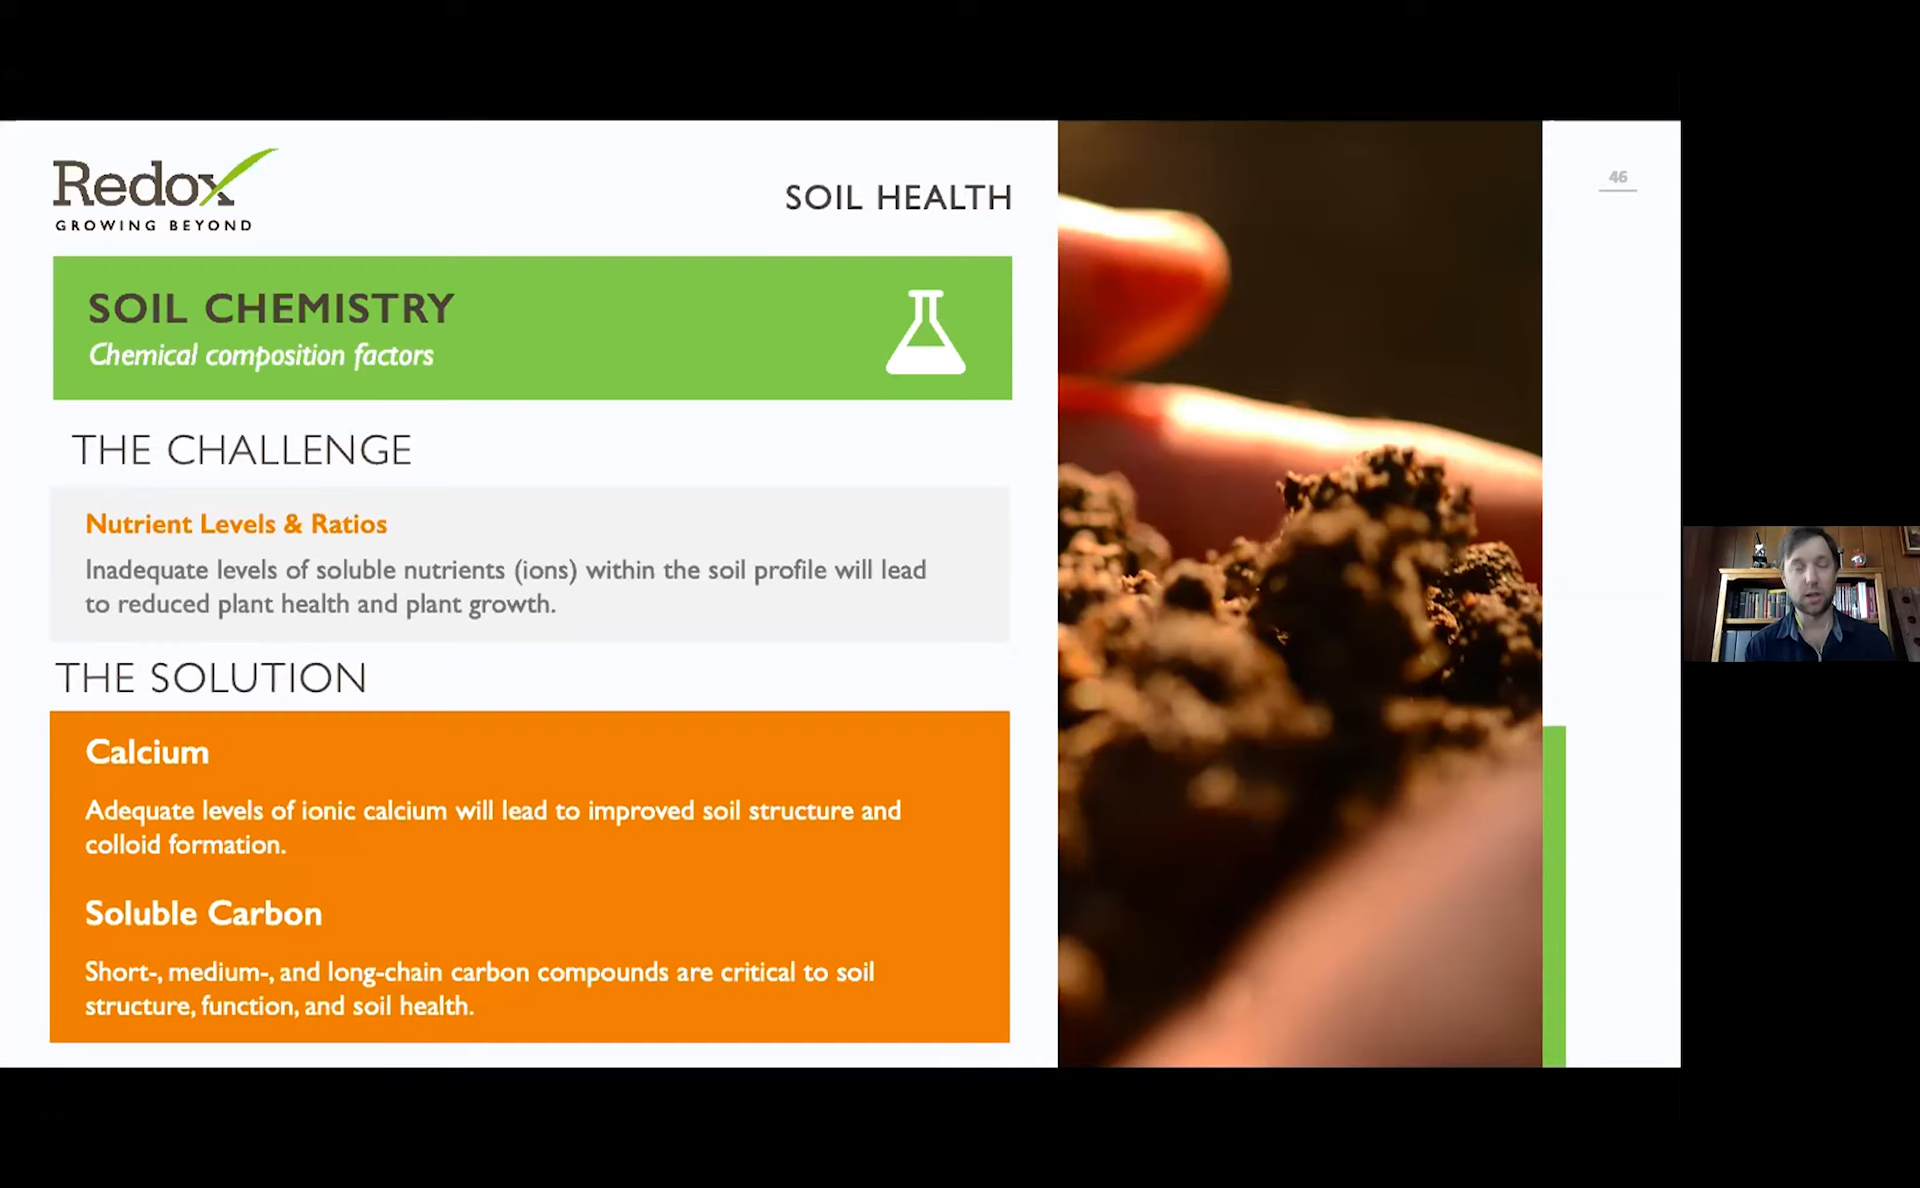 Redox
GROWING BEYOND
SOIL HEALTH
46
SOIL CHEMISTRY
Chemical composition factors
THE CHALLENGE
Nutrient Levels & Ratios
Inadequate levels of soluble nutrients (ions) within the soil profile will lead
to reduced plant health and plant growth.
THE SOLUTION
Calcium
Adequate levels of ionic calcium will lead to improved soil structure and
colloid formation.
Soluble Carbon
Short-, medium-, and long-chain carbon compounds are critical to soil
structure, function, and soil health.